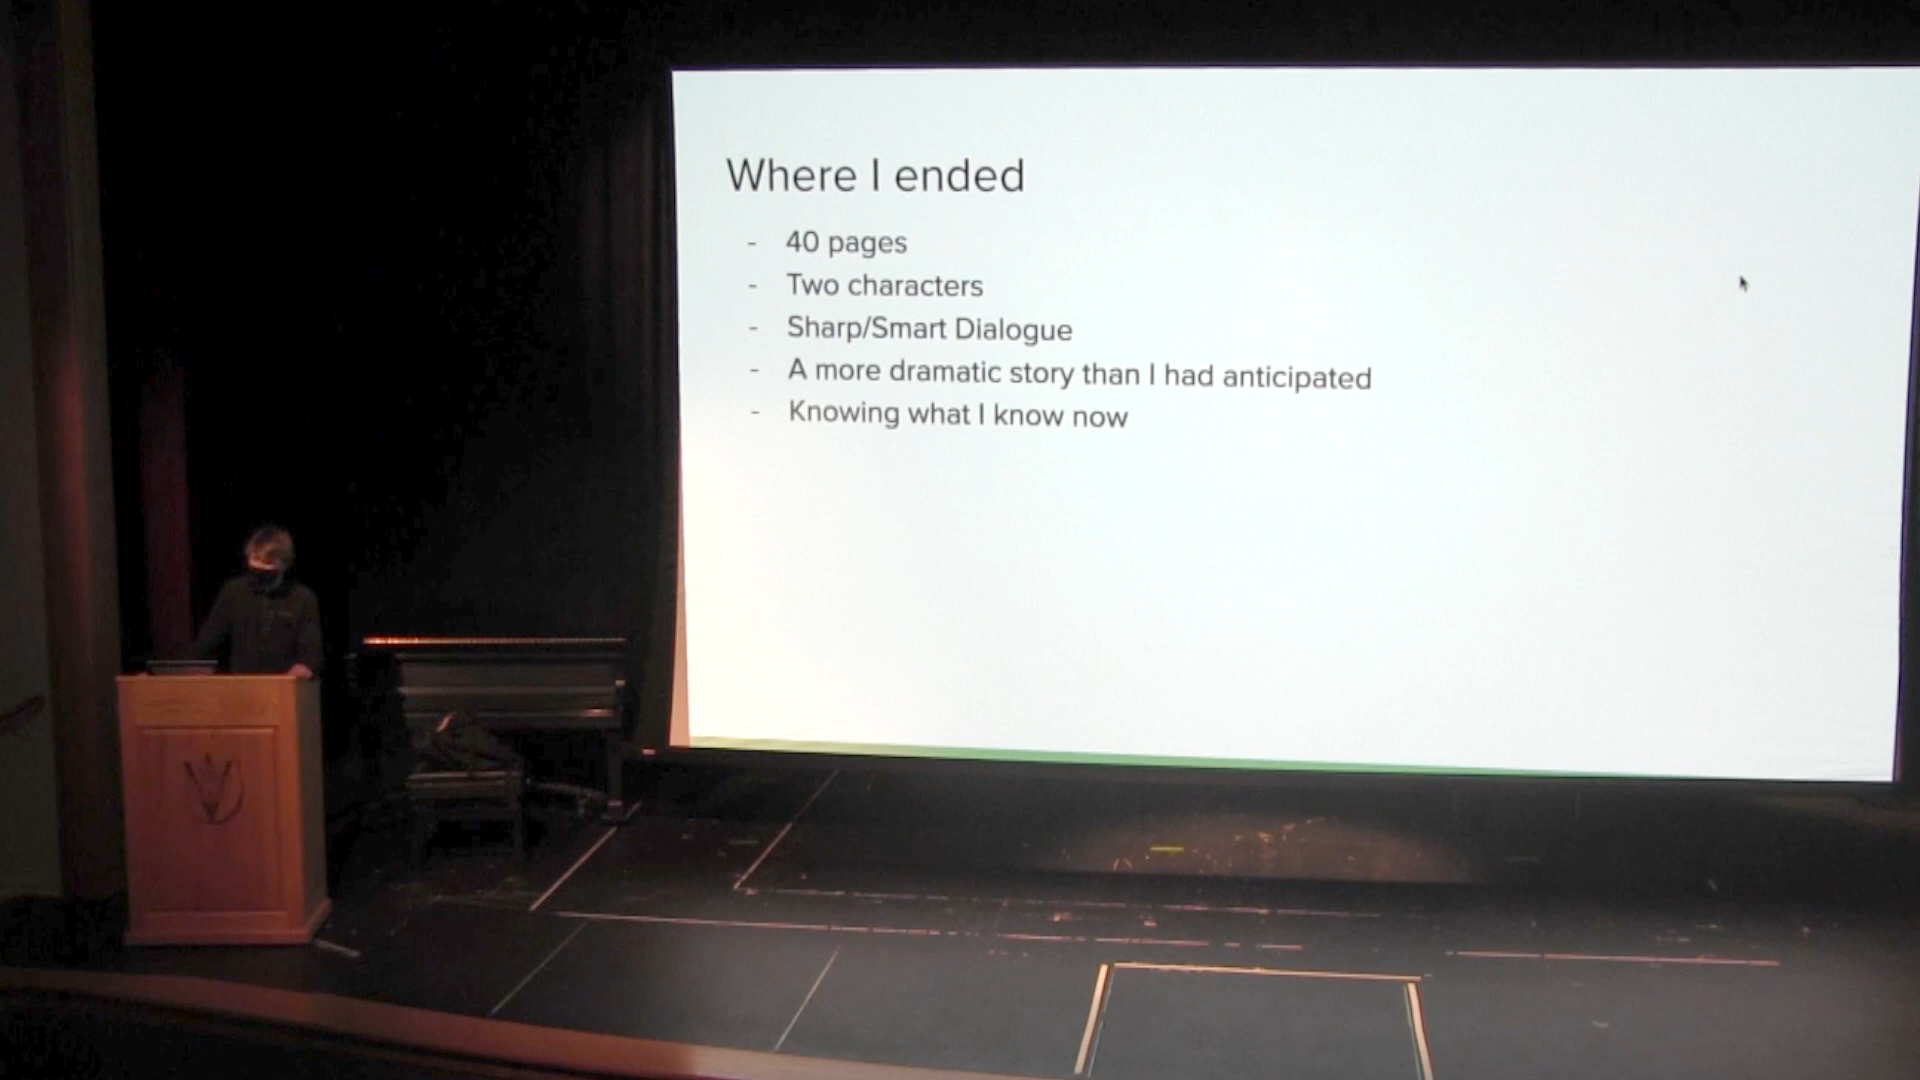 Where I ended
- 40 pages
- Two characters
- Sharp/Smart Dialogue
- A more dramatic story than I had anticipated
- Knowing what I know now